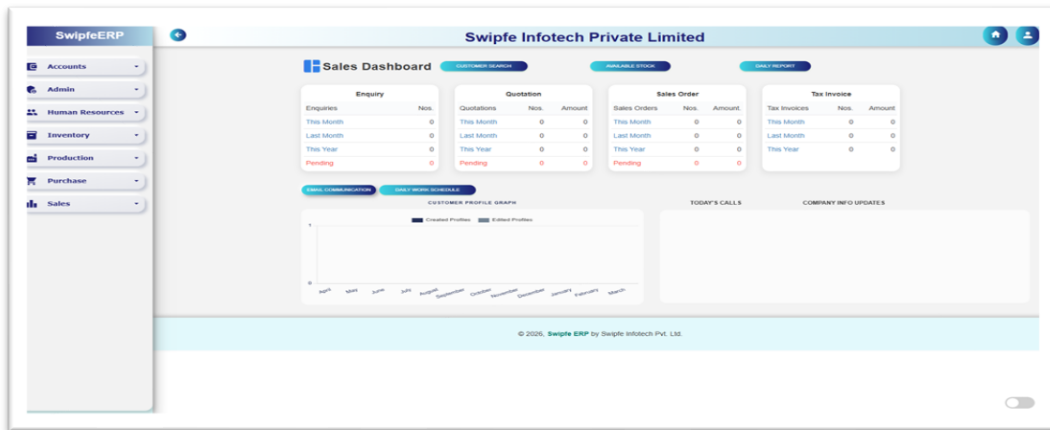 SwipfeERP
Swipfe Infotech Private Limited
Accounts
Admin
Human Resources
Inventory
Production
Purchase
Sales
Sales Dashboard
CUSTOMER SEARCH
AVAILABLE STOCK
DAILY REPORT
Enquiry
Enquiries Nos.
This Month 0
Last Month 0
This Year 0
Pending 0
Quotation
Quotations Nos. Amount
This Month 0 0
Last Month 0 0
This Year 0 0
Pending 0 0
Sales Order
Sales Orders Nos. Amount
This Month 0 0
Last Month 0 0
This Year 0 0
Pending 0 0
Tax Invoice
Tax Invoices Nos. Amount
This Month 0 0
Last Month 0 0
This Year 0 0
EMAIL COMMUNICATION
DAILY WORK SCHEDULE
CUSTOMER PROFILE GRAPH
Created Profiles Edited Profiles
1
0
April May June July August September October November December January February March
TODAY'S CALLS
COMPANY INFO UPDATES
© 2026, Swipfe ERP by Swipfe Infotech Pvt. Ltd.